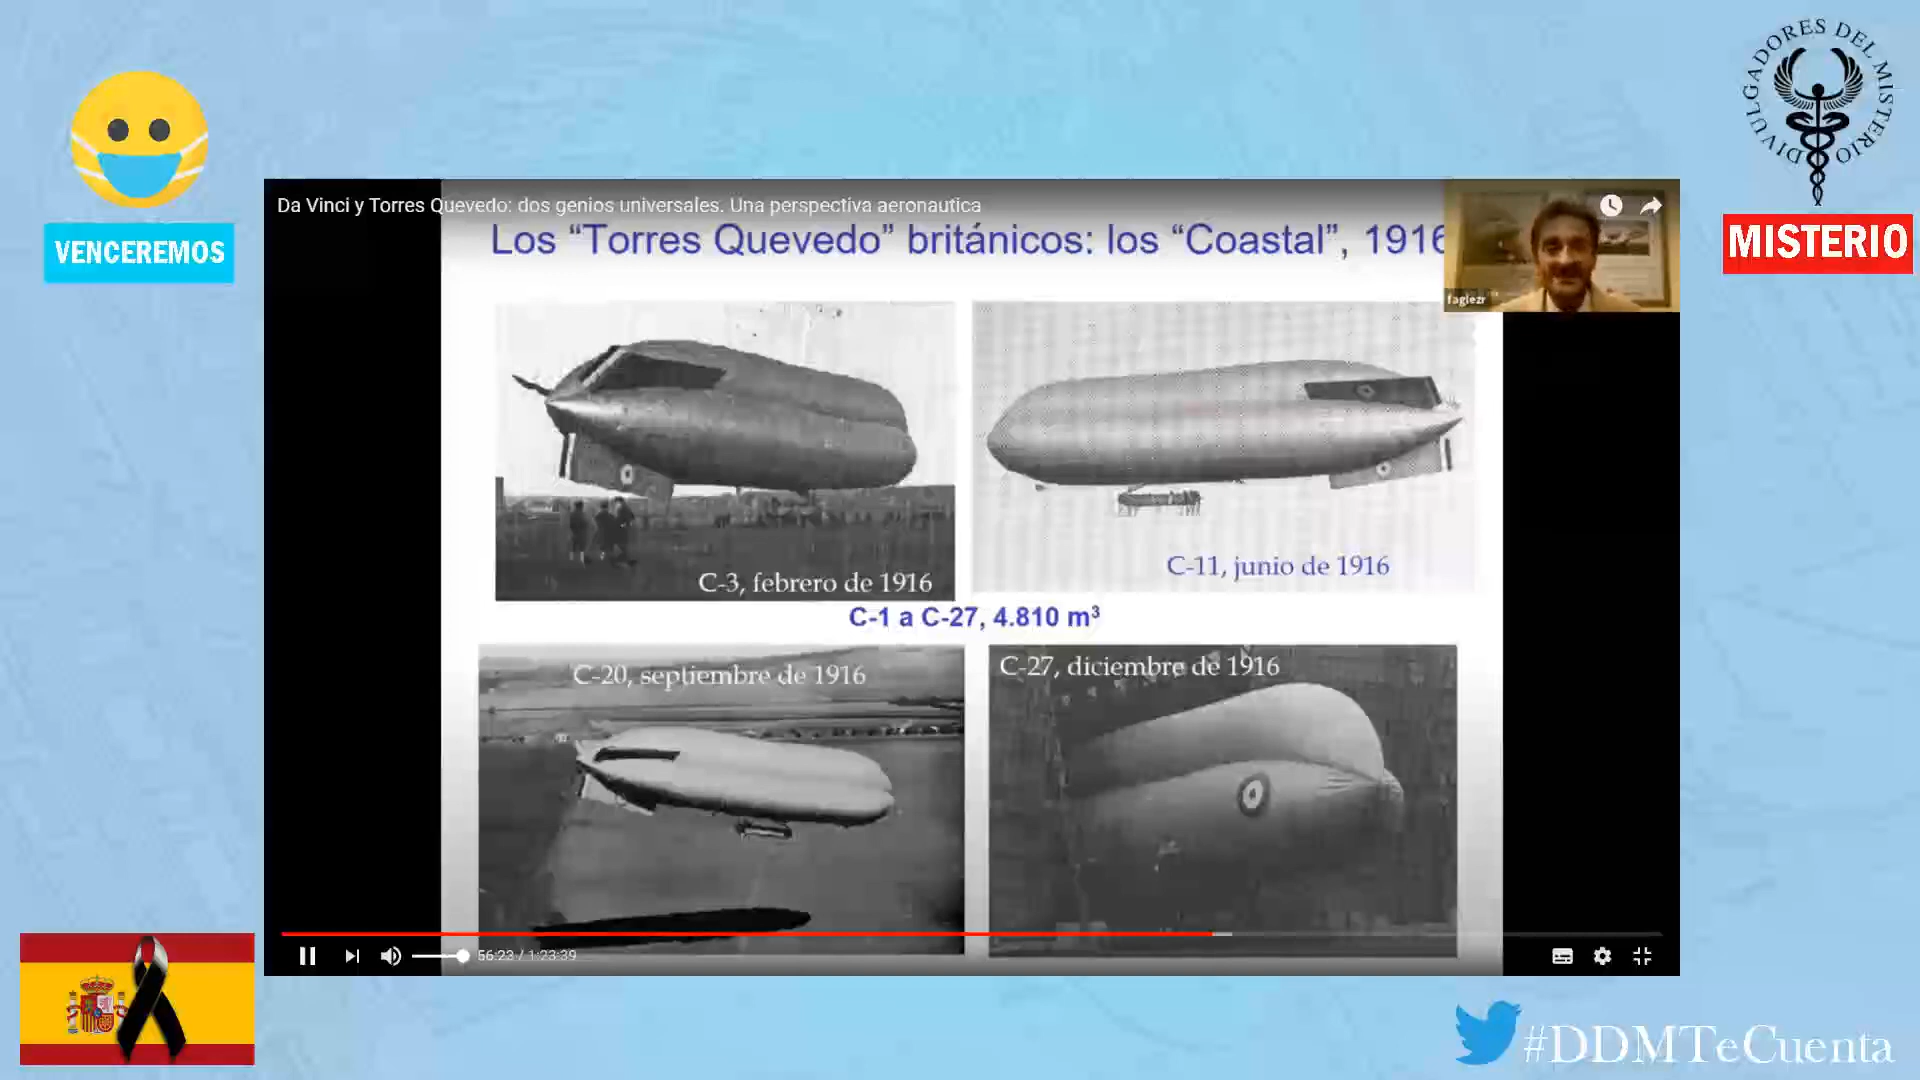 DIVULGADORES DEL MISTERIO
VENCEREMOS
MISTERIO
Da Vinci y Torres Quevedo: dos genios universales. Una perspectiva aeronautica
Los “Torres Quevedo” británicos: los “Coastal”, 1916
fagiezr
C-3, febrero de 1916
C-11, junio de 1916
C-1 a C-27, 4.810 m³
C-20, septiembre de 1916
C-27, diciembre de 1916
56:23 / 1:23:39
#DDMTeCuenta